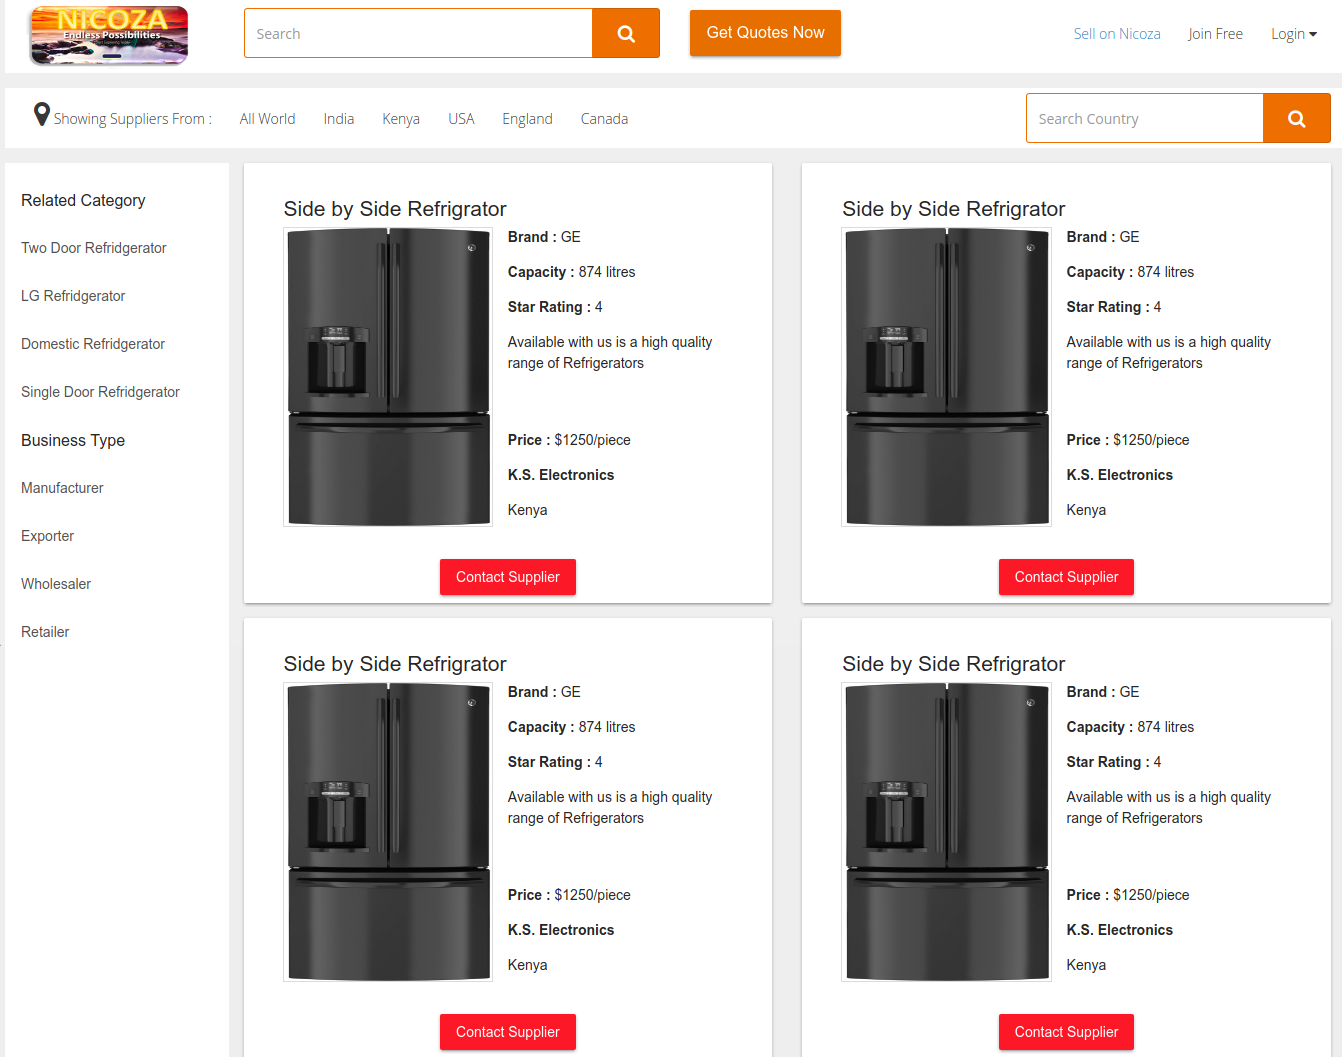 NICOZA
Endless Possibilities
Search
Get Quotes Now
Sell on Nicoza
Join Free
Login
Showing Suppliers From :
All World
India
Kenya
USA
England
Canada
Search Country
Related Category
Two Door Refridgerator
LG Refridgerator
Domestic Refridgerator
Single Door Refridgerator
Business Type
Manufacturer
Exporter
Wholesaler
Retailer
Side by Side Refrigrator
Brand : GE
Capacity : 874 litres
Star Rating : 4
Available with us is a high quality
range of Refrigerators
Price : $1250/piece
K.S. Electronics
Kenya
Contact Supplier
Side by Side Refrigrator
Brand : GE
Capacity : 874 litres
Star Rating : 4
Available with us is a high quality
range of Refrigerators
Price : $1250/piece
K.S. Electronics
Kenya
Contact Supplier
Side by Side Refrigrator
Brand : GE
Capacity : 874 litres
Star Rating : 4
Available with us is a high quality
range of Refrigerators
Price : $1250/piece
K.S. Electronics
Kenya
Contact Supplier
Side by Side Refrigrator
Brand : GE
Capacity : 874 litres
Star Rating : 4
Available with us is a high quality
range of Refrigerators
Price : $1250/piece
K.S. Electronics
Kenya
Contact Supplier